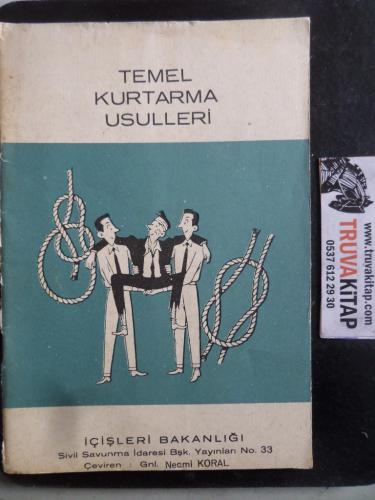 TEMEL
KURTARMA
USULLERİ
İÇİŞLERİ BAKANLIĞI
Sivil Savunma İdaresi Bşk. Yayınları No. 33
Çeviren : Gnl. Necmi KORAL
TRUVAKiTAP
www.truvakitap.com
0537 612 29 30